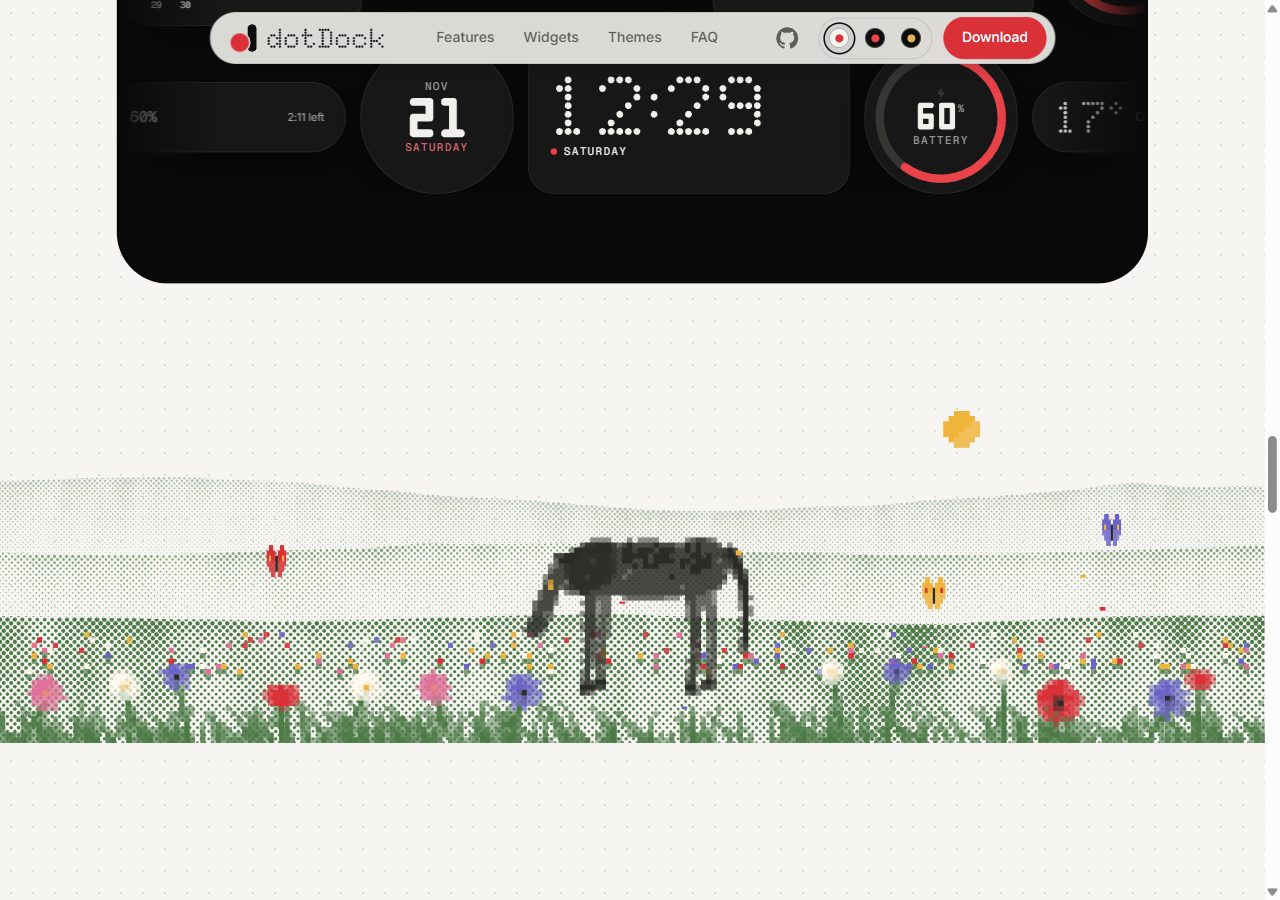 29 30
dotDock
Features Widgets Themes FAQ
Download
60%
2:11 left
NOV
21
SATURDAY
12:29
SATURDAY
60%
BATTERY
17°